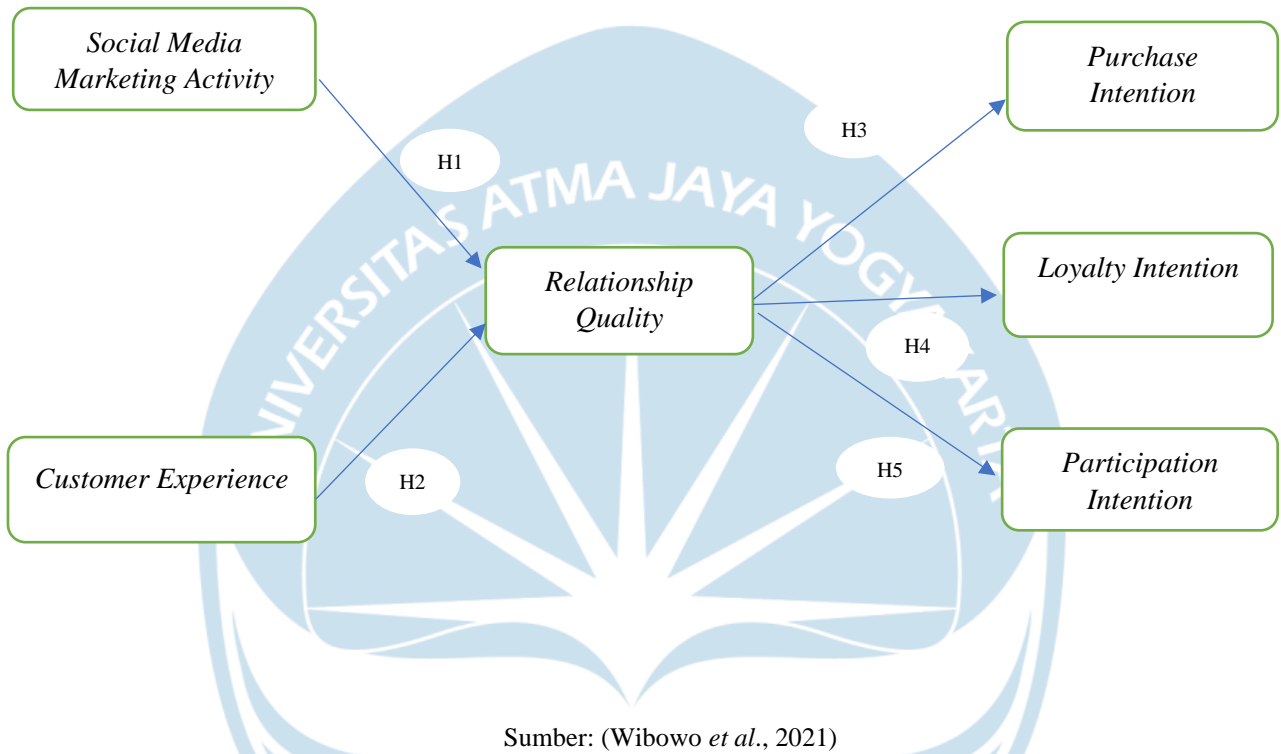 Social Media
Marketing Activity
Purchase
Intention
H3
H1
UNIVERSITAS ATMA JAYA YOGYAKARTA
Relationship
Quality
Loyalty Intention
H4
Customer Experience
H2
H5
Participation
Intention
Sumber: (Wibowo et al., 2021)